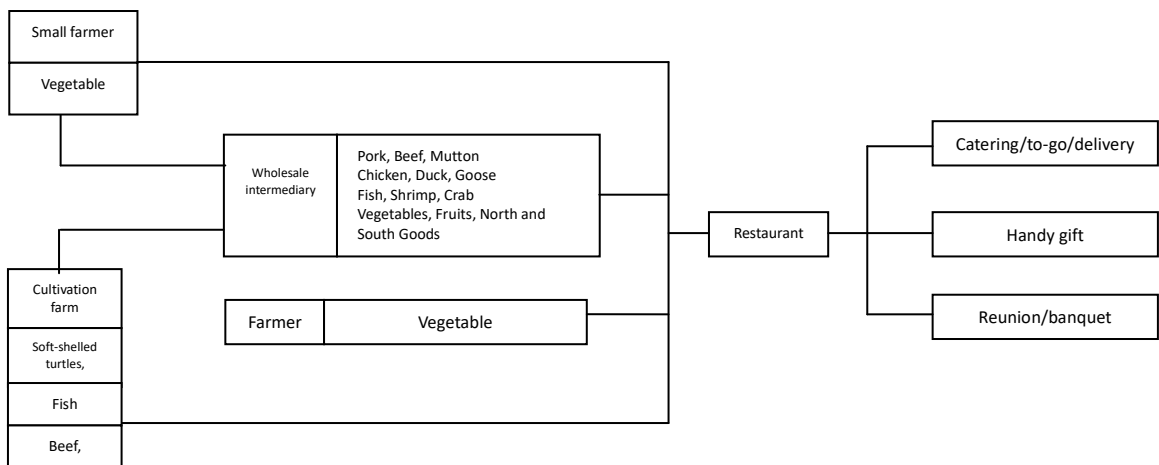 Small farmer
Vegetable
Wholesale
intermediary
Pork, Beef, Mutton
Chicken, Duck, Goose
Fish, Shrimp, Crab
Vegetables, Fruits, North and
South Goods
Cultivation
farm
Soft-shelled
turtles,
Fish
Beef,
Farmer
Vegetable
Restaurant
Catering/to-go/delivery
Handy gift
Reunion/banquet